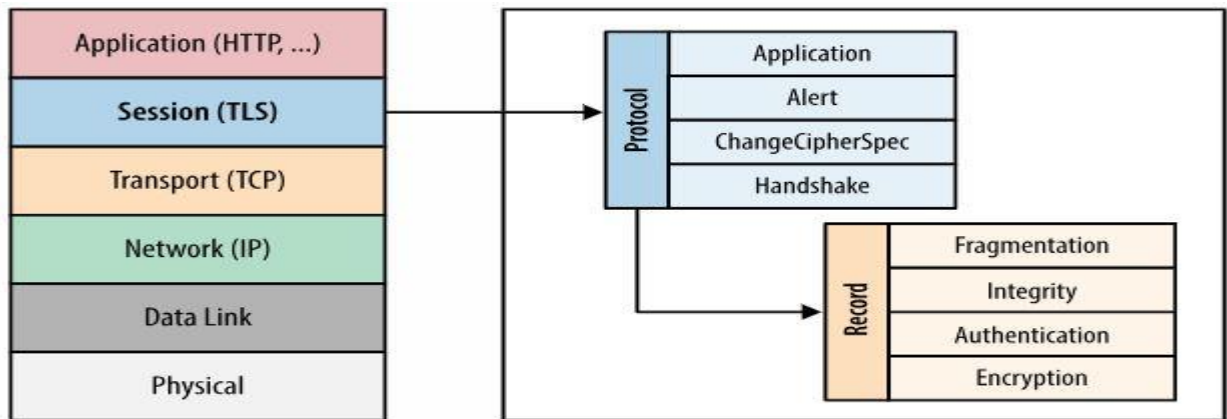 Application (HTTP, ...)
Session (TLS)
Transport (TCP)
Network (IP)
Data Link
Physical
Protocol
Application
Alert
ChangeCipherSpec
Handshake
Record
Fragmentation
Integrity
Authentication
Encryption